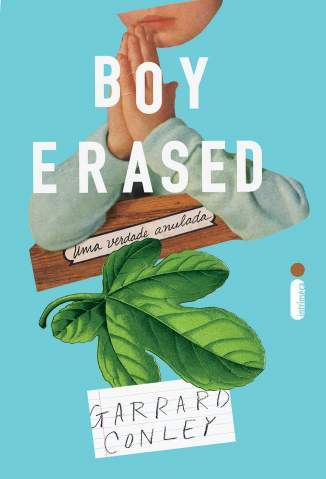 BOY
ERASED
uma verdade anulada
intrínseca
GARRARD
CONLEY